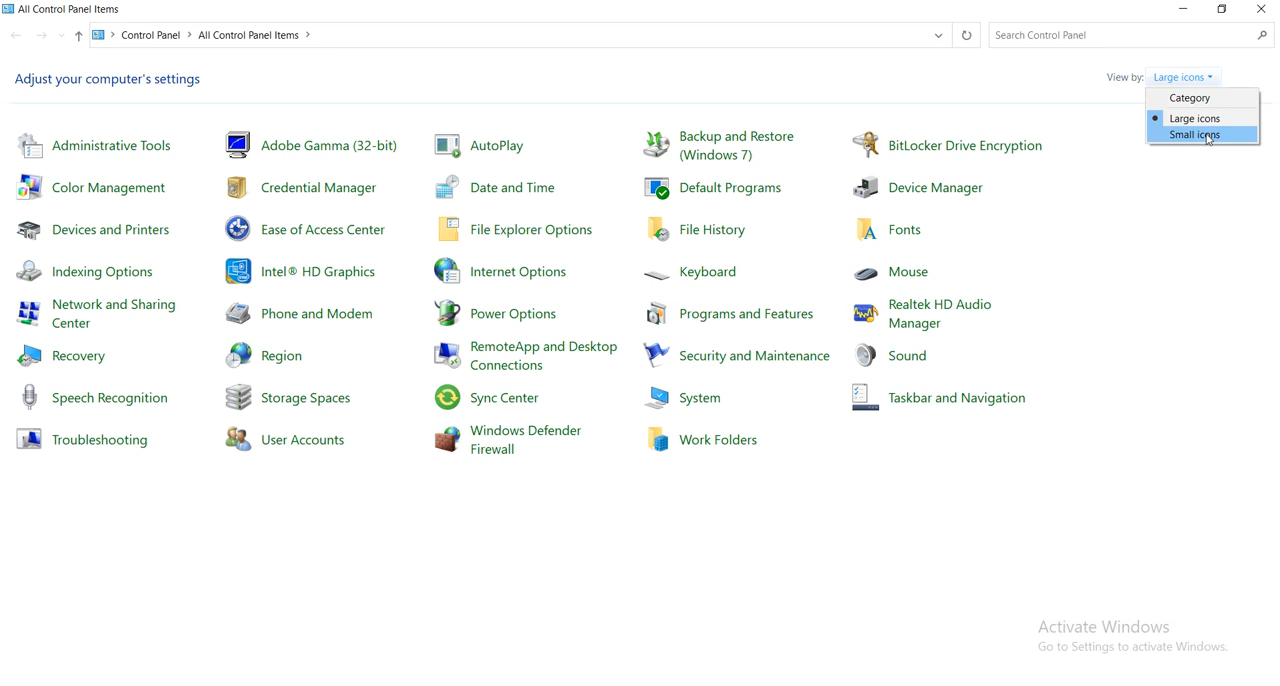 All Control Panel Items
Control Panel > All Control Panel Items >
Search Control Panel
Adjust your computer's settings
View by: Large icons
Category
Large icons
Small icons
Administrative Tools
Adobe Gamma (32-bit)
AutoPlay
Backup and Restore
(Windows 7)
BitLocker Drive Encryption
Color Management
Credential Manager
Date and Time
Default Programs
Device Manager
Devices and Printers
Ease of Access Center
File Explorer Options
File History
Fonts
Indexing Options
Intel® HD Graphics
Internet Options
Keyboard
Mouse
Network and Sharing
Center
Phone and Modem
Power Options
Programs and Features
Realtek HD Audio
Manager
Recovery
Region
RemoteApp and Desktop
Connections
Security and Maintenance
Sound
Speech Recognition
Storage Spaces
Sync Center
System
Taskbar and Navigation
Troubleshooting
User Accounts
Windows Defender
Firewall
Work Folders
Activate Windows
Go to Settings to activate Windows.